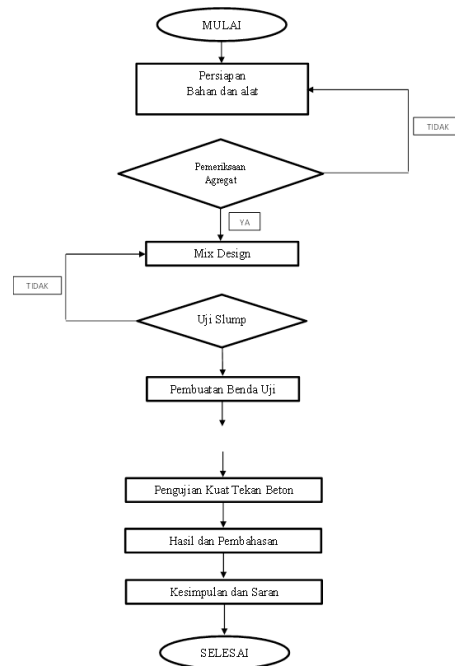 MULAI
Persiapan
Bahan dan alat
TIDAK
Pemeriksaan
Agregat
YA
Mix Design
TIDAK
Uji Slump
Pembuatan Benda Uji
Pengujian Kuat Tekan Beton
Hasil dan Pembahasan
Kesimpulan dan Saran
SELESAI